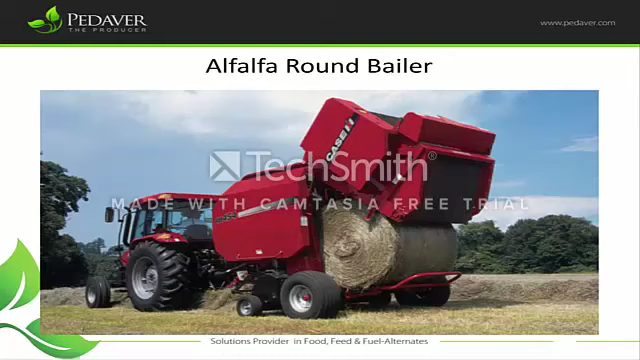 PEDAVER
THE PRODUCER
www.pedaver.com
Alfalfa Round Bailer
CASE IH
TechSmith®
MADE WITH CAMTASIA FREE TRIAL
Solutions Provider in Food, Feed & Fuel-Alternates